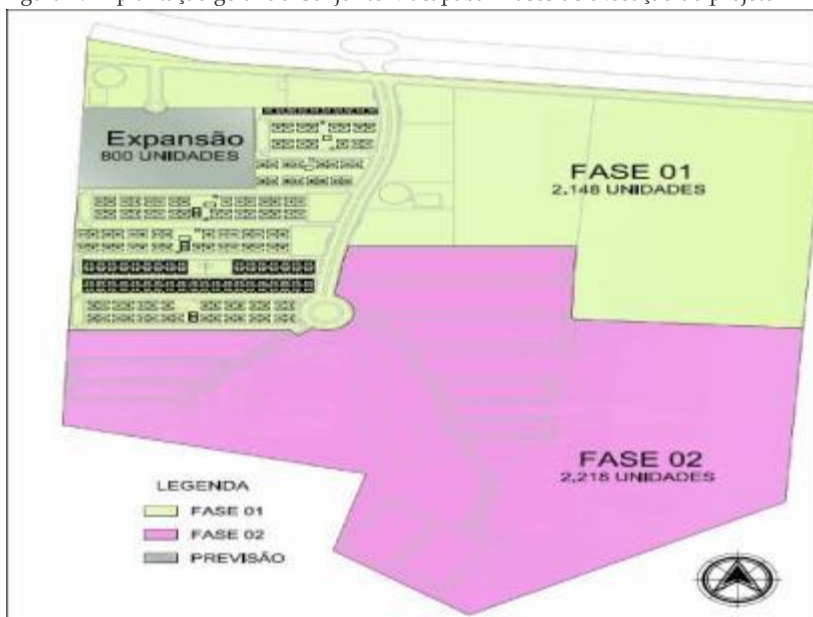 Expansão
800 UNIDADES
FASE 01
2.148 UNIDADES
FASE 02
2,218 UNIDADES
LEGENDA
FASE 01
FASE 02
PREVISÃO